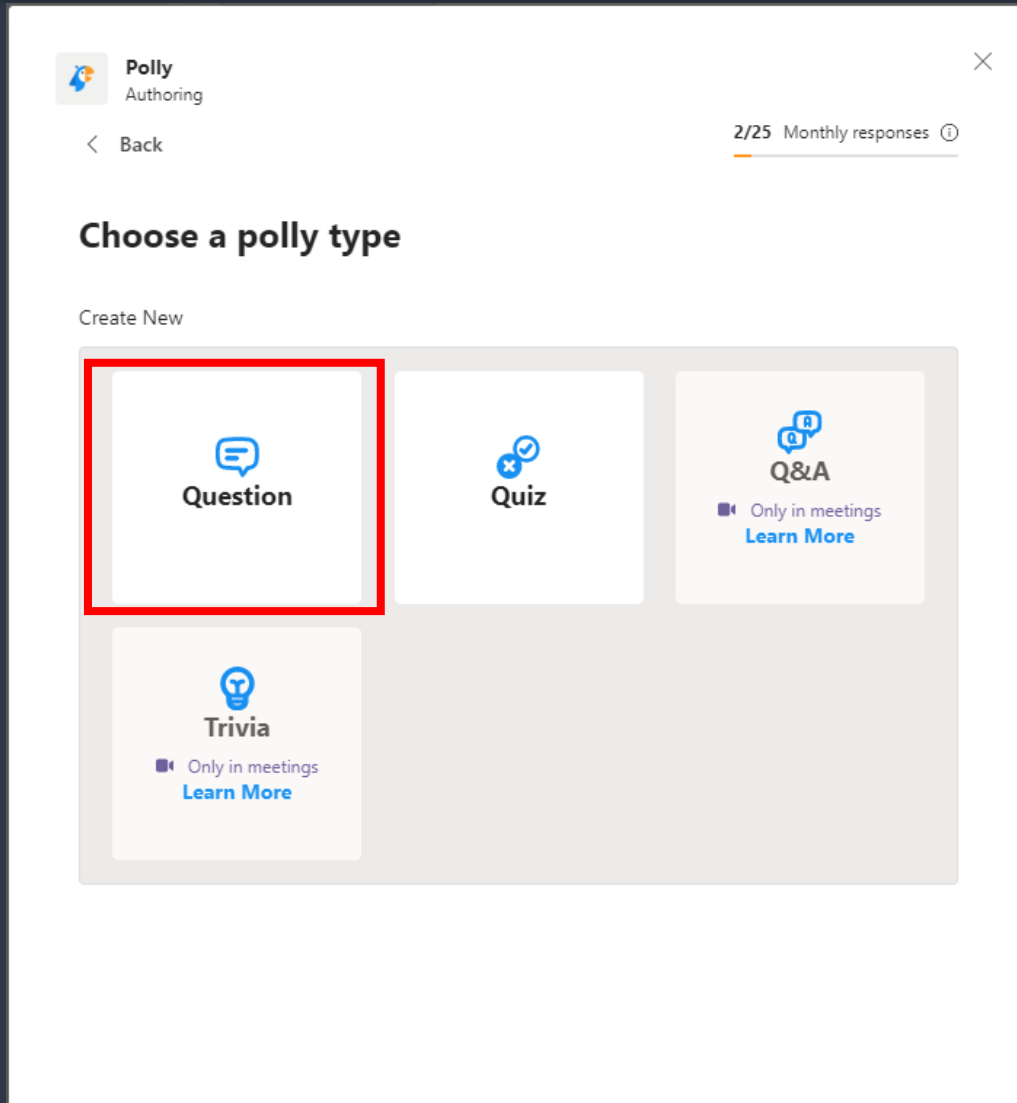 Polly
Authoring
Back
2/25 Monthly responses
Choose a polly type
Create New
Question
Quiz
Q&A
Only in meetings
Learn More
Trivia
Only in meetings
Learn More